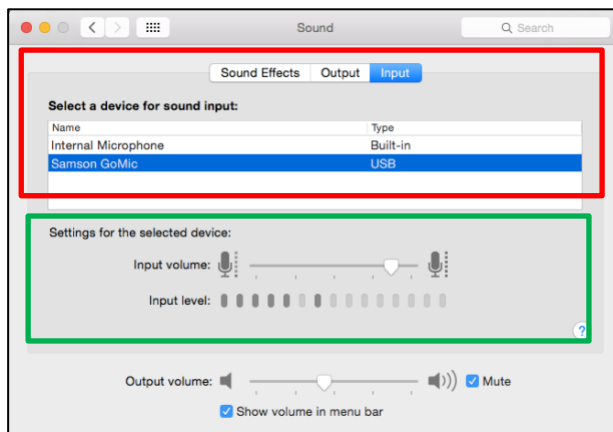 Sound
Search
Sound Effects Output Input
Select a device for sound input:
Name Type
Internal Microphone Built-in
Samson GoMic USB
Settings for the selected device:
Input volume:
Input level:
?
Output volume: Mute
Show volume in menu bar